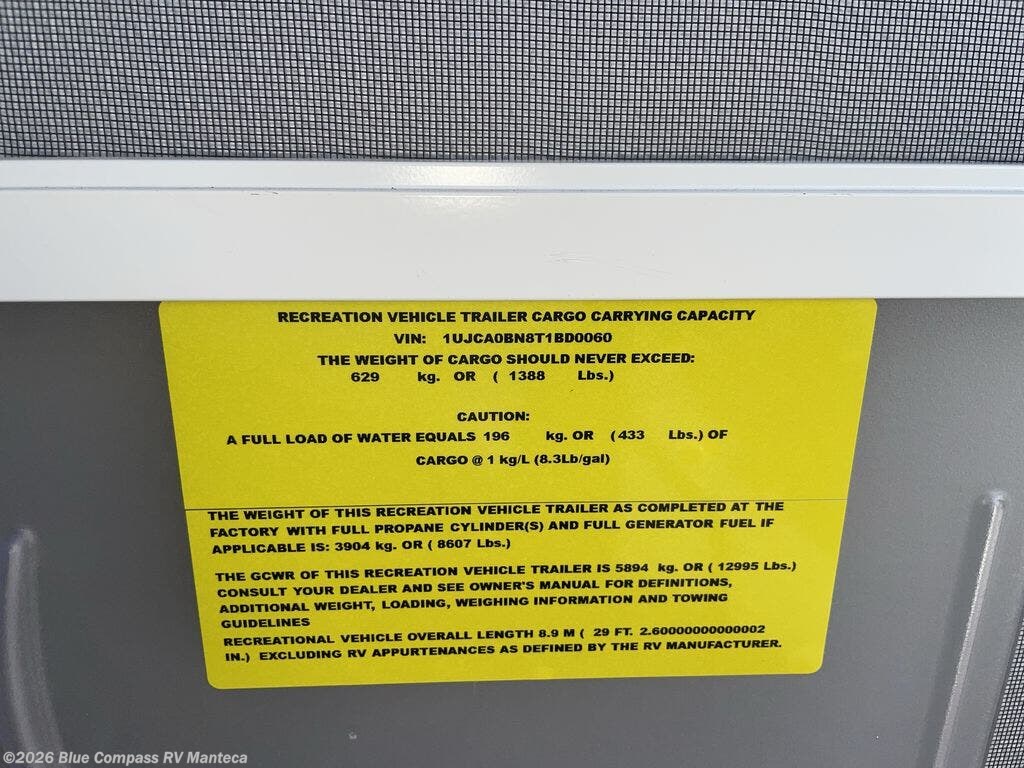 RECREATION VEHICLE TRAILER CARGO CARRYING CAPACITY
VIN: 1UJCA0BN8T1BD0060
THE WEIGHT OF CARGO SHOULD NEVER EXCEED:
629 kg. OR ( 1388 Lbs.)
CAUTION:
A FULL LOAD OF WATER EQUALS 196 kg. OR (433 Lbs.) OF
CARGO @ 1 kg/L (8.3Lb/gal)
THE WEIGHT OF THIS RECREATION VEHICLE TRAILER AS COMPLETED AT THE
FACTORY WITH FULL PROPANE CYLINDER(S) AND FULL GENERATOR FUEL IF
APPLICABLE IS: 3904 kg. OR ( 8607 Lbs.)
THE GCWR OF THIS RECREATION VEHICLE TRAILER IS 5894 kg. OR ( 12995 Lbs.)
CONSULT YOUR DEALER AND SEE OWNER'S MANUAL FOR DEFINITIONS,
ADDITIONAL WEIGHT, LOADING, WEIGHING INFORMATION AND TOWING
GUIDELINES
RECREATIONAL VEHICLE OVERALL LENGTH 8.9 M ( 29 FT. 2.60000000000002
IN.) EXCLUDING RV APPURTENANCES AS DEFINED BY THE RV MANUFACTURER.
©2026 Blue Compass RV Manteca